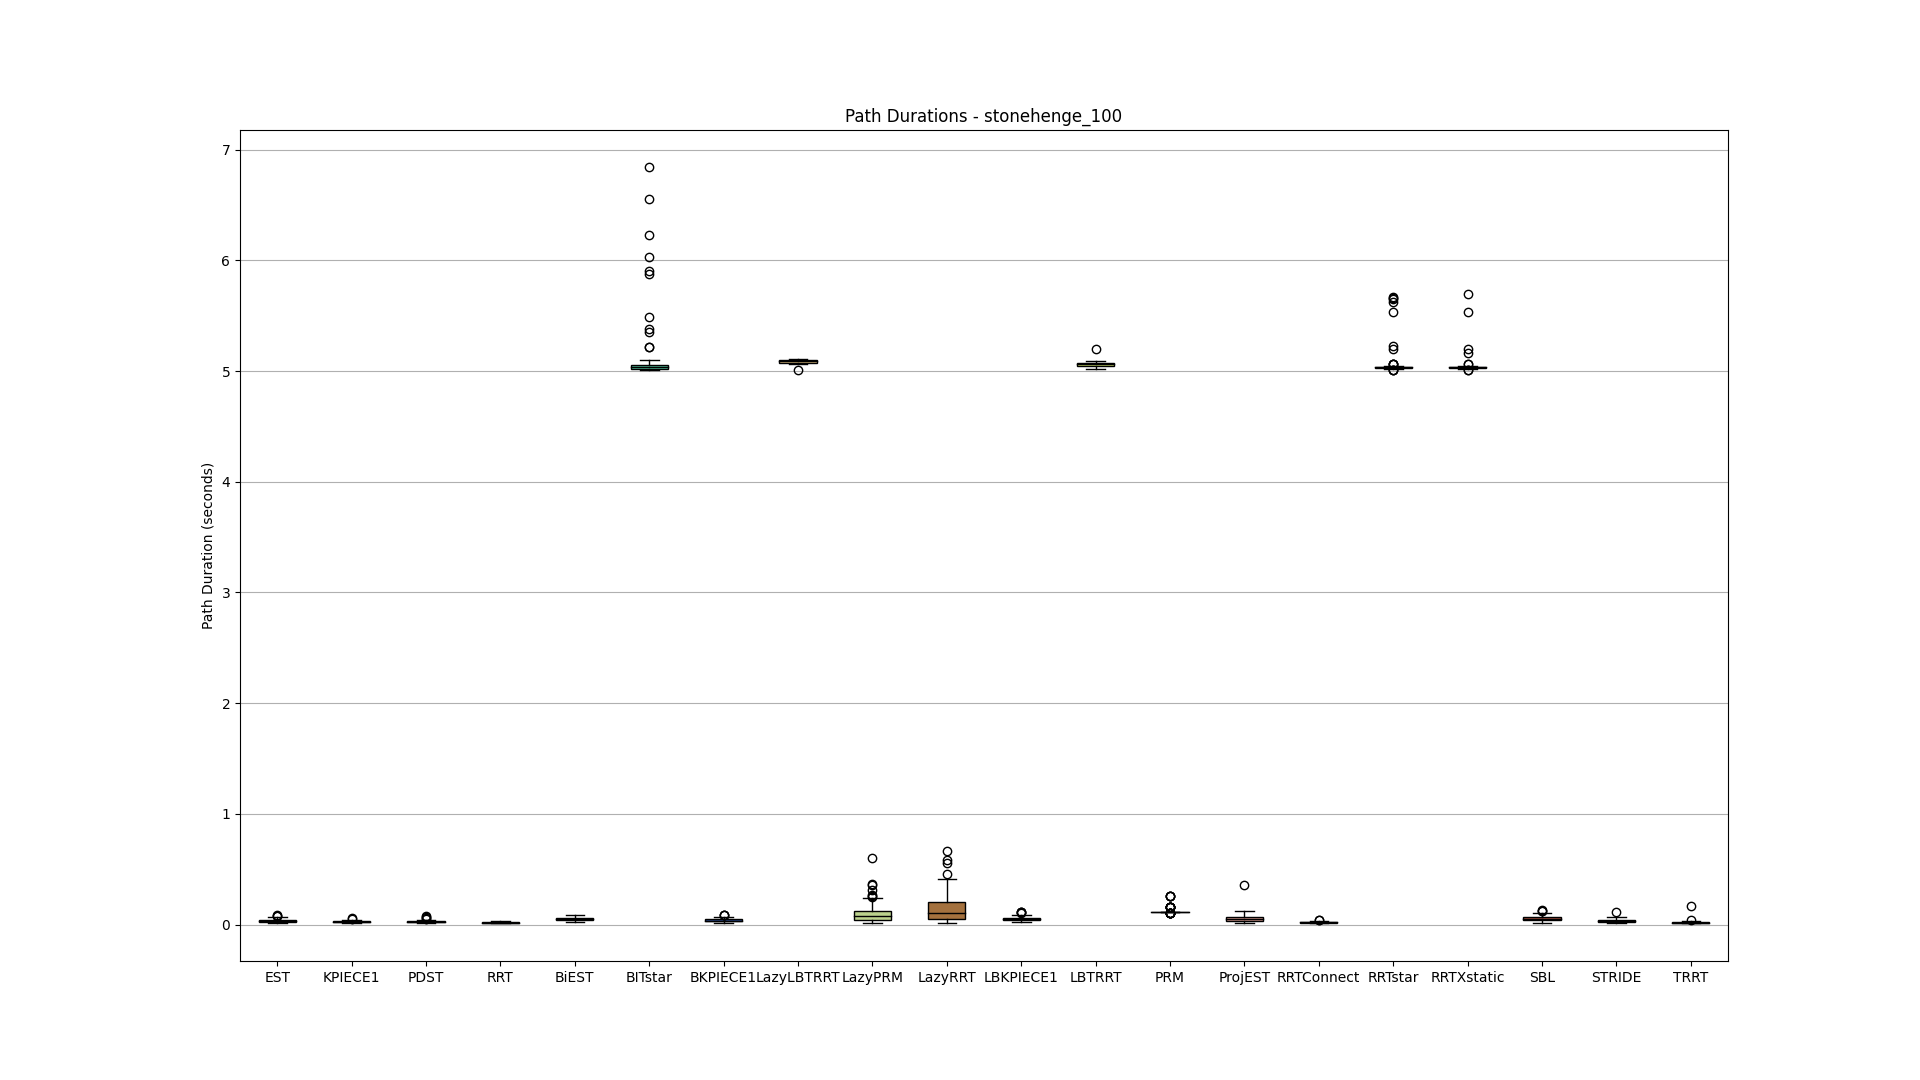 Path Durations - stonehenge_100
Path Duration (seconds)
7
6
5
4
3
2
1
0
EST KPIECE1 PDST RRT BiEST BITstar BKPIECE1 LazyLBTRRT LazyPRM LazyRRT LBKPIECE1 LBTRRT PRM ProjEST RRTConnect RRTstar RRTXstatic SBL STRIDE TRRT